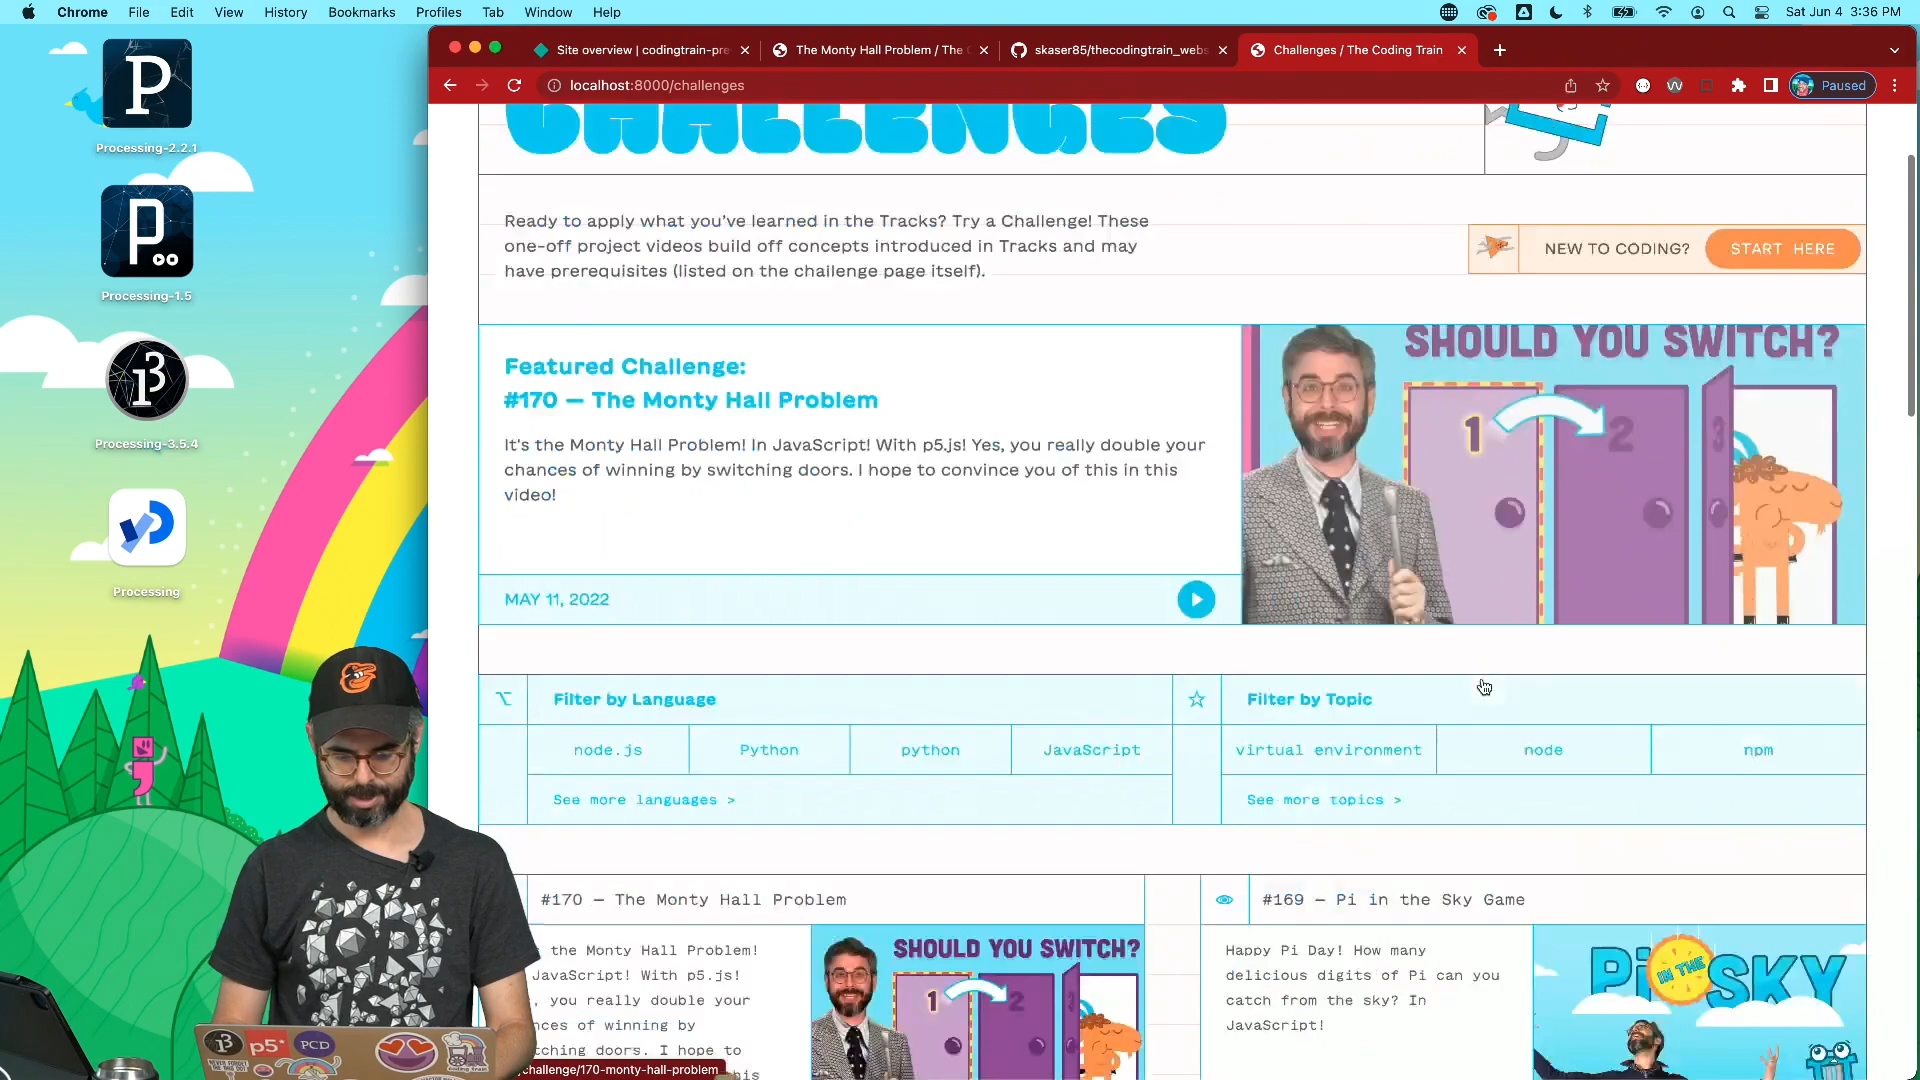 Chrome File Edit View History Bookmarks Profiles Tab Window Help Sat Jun 4 3:36 PM
Site overview | codingtrain-pre The Monty Hall Problem / The C skaser85/thecodingtrain_webs Challenges / The Coding Train
localhost:8000/challenges Paused
Processing-2.2.1
Processing-1.5
Processing-3.5.4
Processing
CHALLENGES
Ready to apply what you've learned in the Tracks? Try a Challenge! These
one-off project videos build off concepts introduced in Tracks and may
have prerequisites (listed on the challenge page itself).
NEW TO CODING? START HERE
Featured Challenge:
#170 — The Monty Hall Problem
It's the Monty Hall Problem! In JavaScript! With p5.js! Yes, you really double your
chances of winning by switching doors. I hope to convince you of this in this
video!
MAY 11, 2022
SHOULD YOU SWITCH?
1 2 3
Filter by Language
node.js Python python JavaScript
See more languages >
Filter by Topic
virtual environment node npm
See more topics >
#170 — The Monty Hall Problem
the Monty Hall Problem!
JavaScript! With p5.js!
, you really double your
nces of winning by
tching doors. I hope to
his
SHOULD YOU SWITCH?
1 2
#169 — Pi in the Sky Game
Happy Pi Day! How many
delicious digits of Pi can you
catch from the sky? In
JavaScript!
Pi IN THE SKY
/challenge/170-monty-hall-problem
p5*
PCD